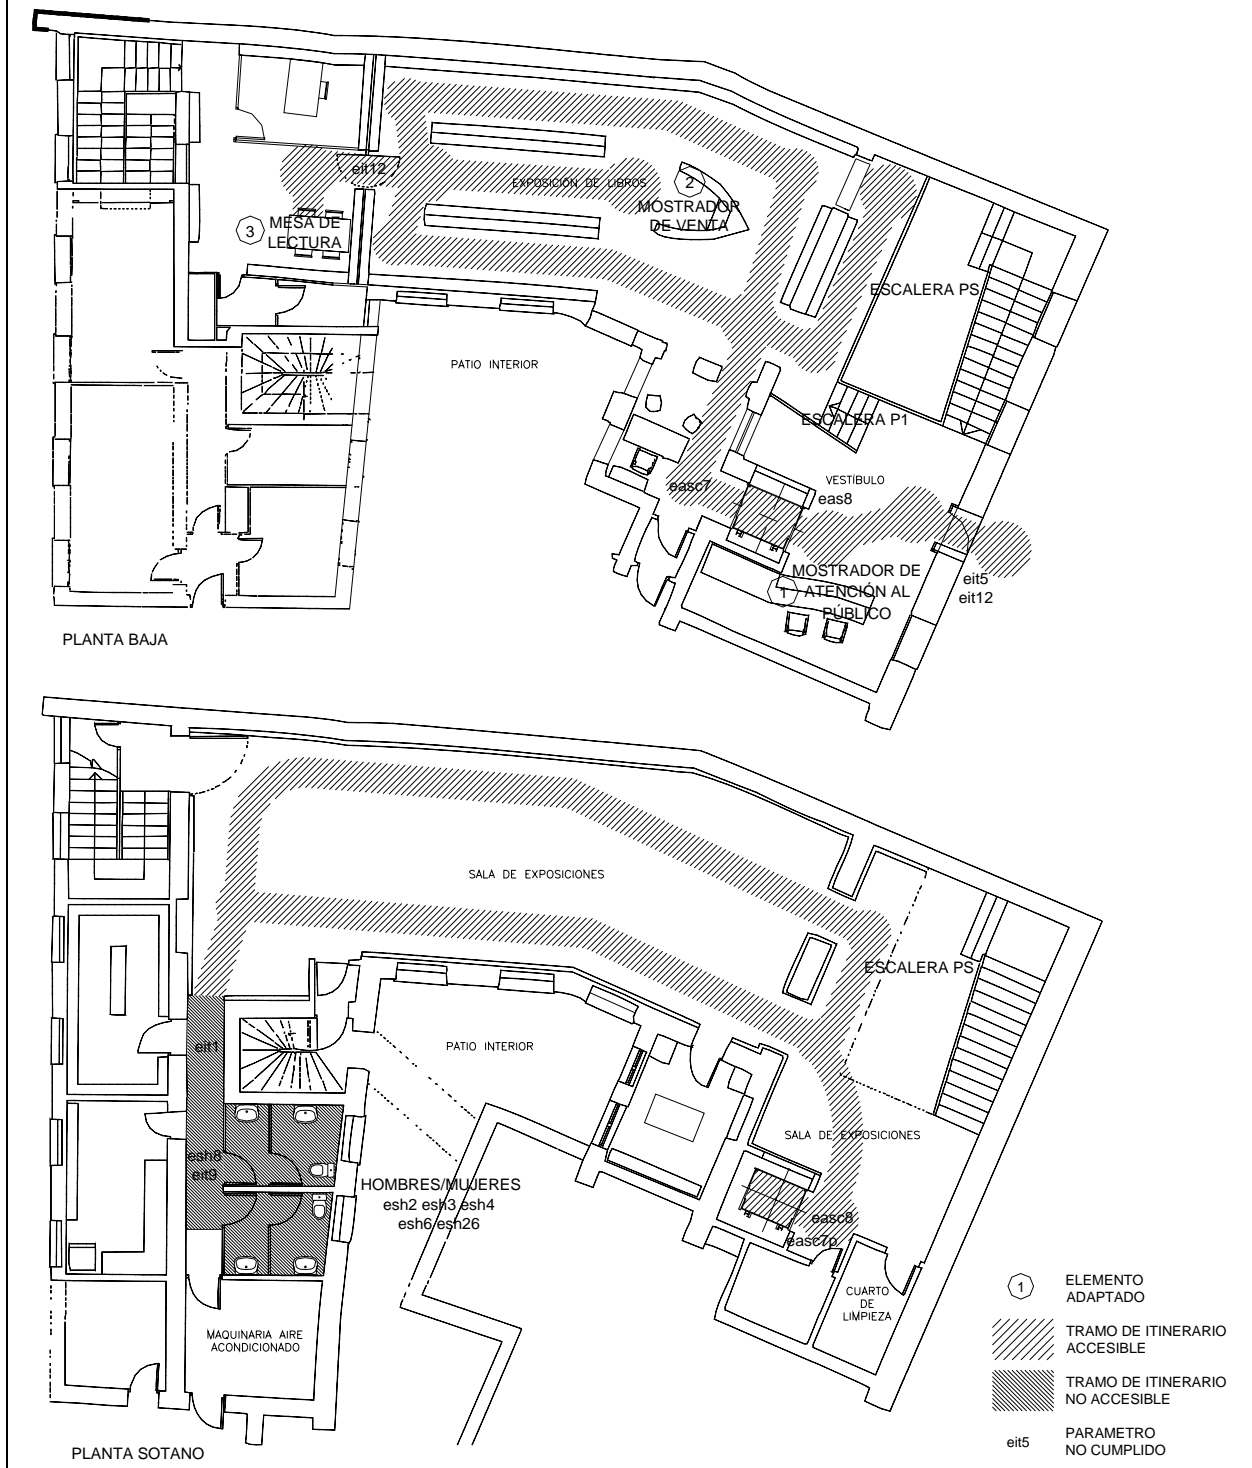 eit12
EXPOSICIÓN DE LIBROS
2
MOSTRADOR
DE VENTA
3
MESA DE
LECTURA
ESCALERA PS
PATIO INTERIOR
ESCALERA P1
VESTÍBULO
easc7
eas8
MOSTRADOR DE
1
ATENCIÓN AL
PÚBLICO
eit5
eit12
PLANTA BAJA
SALA DE EXPOSICIONES
ESCALERA PS
eit1
PATIO INTERIOR
SALA DE EXPOSICIONES
esh8
eit9
HOMBRES/MUJERES
esh2 esh3 esh4
esh6 esh26
easc8
easc7p
CUARTO
DE
LIMPIEZA
MAQUINARIA AIRE
ACONDICIONADO
PLANTA SOTANO
1
ELEMENTO
ADAPTADO
TRAMO DE ITINERARIO
ACCESIBLE
TRAMO DE ITINERARIO
NO ACCESIBLE
eit5
PARAMETRO
NO CUMPLIDO